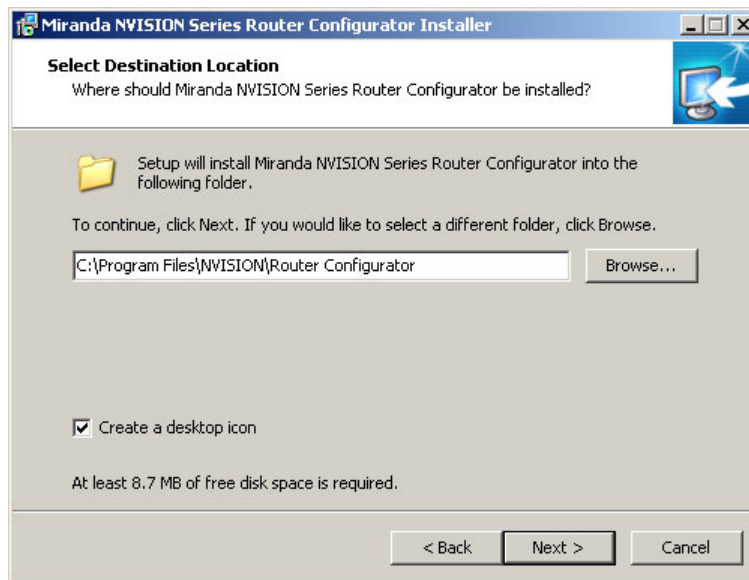 Miranda NVISION Series Router Configurator Installer
Select Destination Location
Where should Miranda NVISION Series Router Configurator be installed?
Setup will install Miranda NVISION Series Router Configurator into the
following folder.
To continue, click Next. If you would like to select a different folder, click Browse.
C:\Program Files\NVISION\Router Configurator
Browse...
Create a desktop icon
At least 8.7 MB of free disk space is required.
< Back
Next >
Cancel